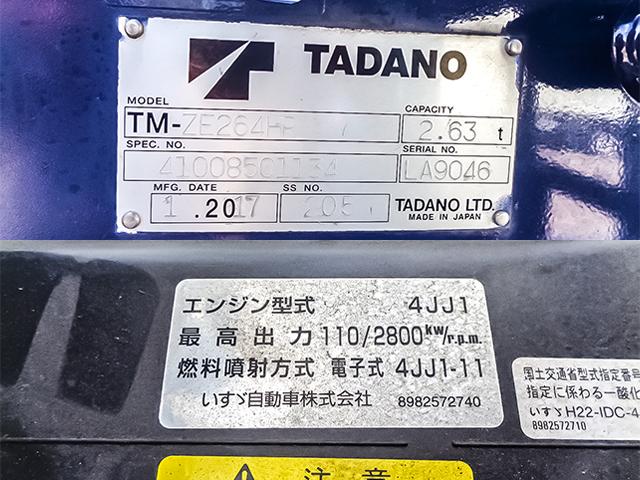 TADANO
MODEL
CAPACITY
TM-ZE264HR
2.63 t
SPEC. NO.
SERIAL NO.
41008501134
LA9046
MFG. DATE
SS NO.
1 .2017
205
TADANO LTD.
MADE IN JAPAN
エンジン型式 4JJ1
最高出力 110/2800kW/r.p.m.
燃料噴射方式 電子式 4JJ1-11
いすゞ自動車株式会社 8982572740
国土交通省型式指定番号
指定に係わる一酸化
いすゞH22-IDC-4
8982572710
注意